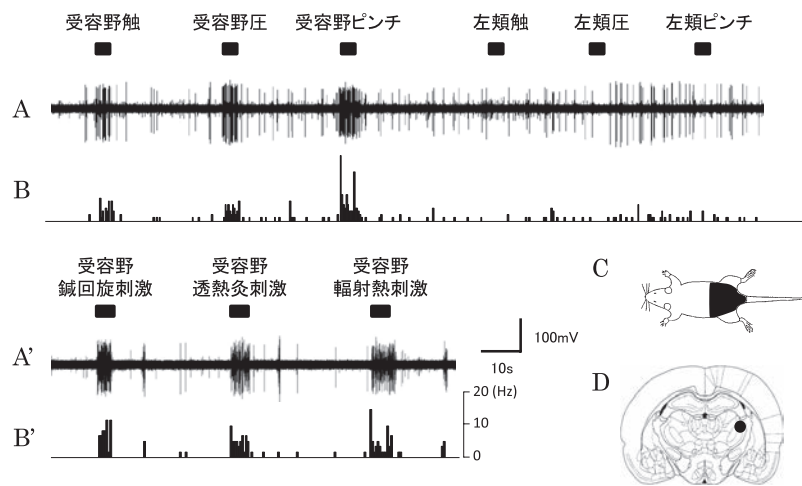 受容野触 受容野圧 受容野ピンチ 左頬触 左頬圧 左頬ピンチ
A
B
受容野 受容野 受容野
鍼回旋刺激 透熱灸刺激 輻射熱刺激
C
A'
100mV
10s
D
20 (Hz)
10
B'
0